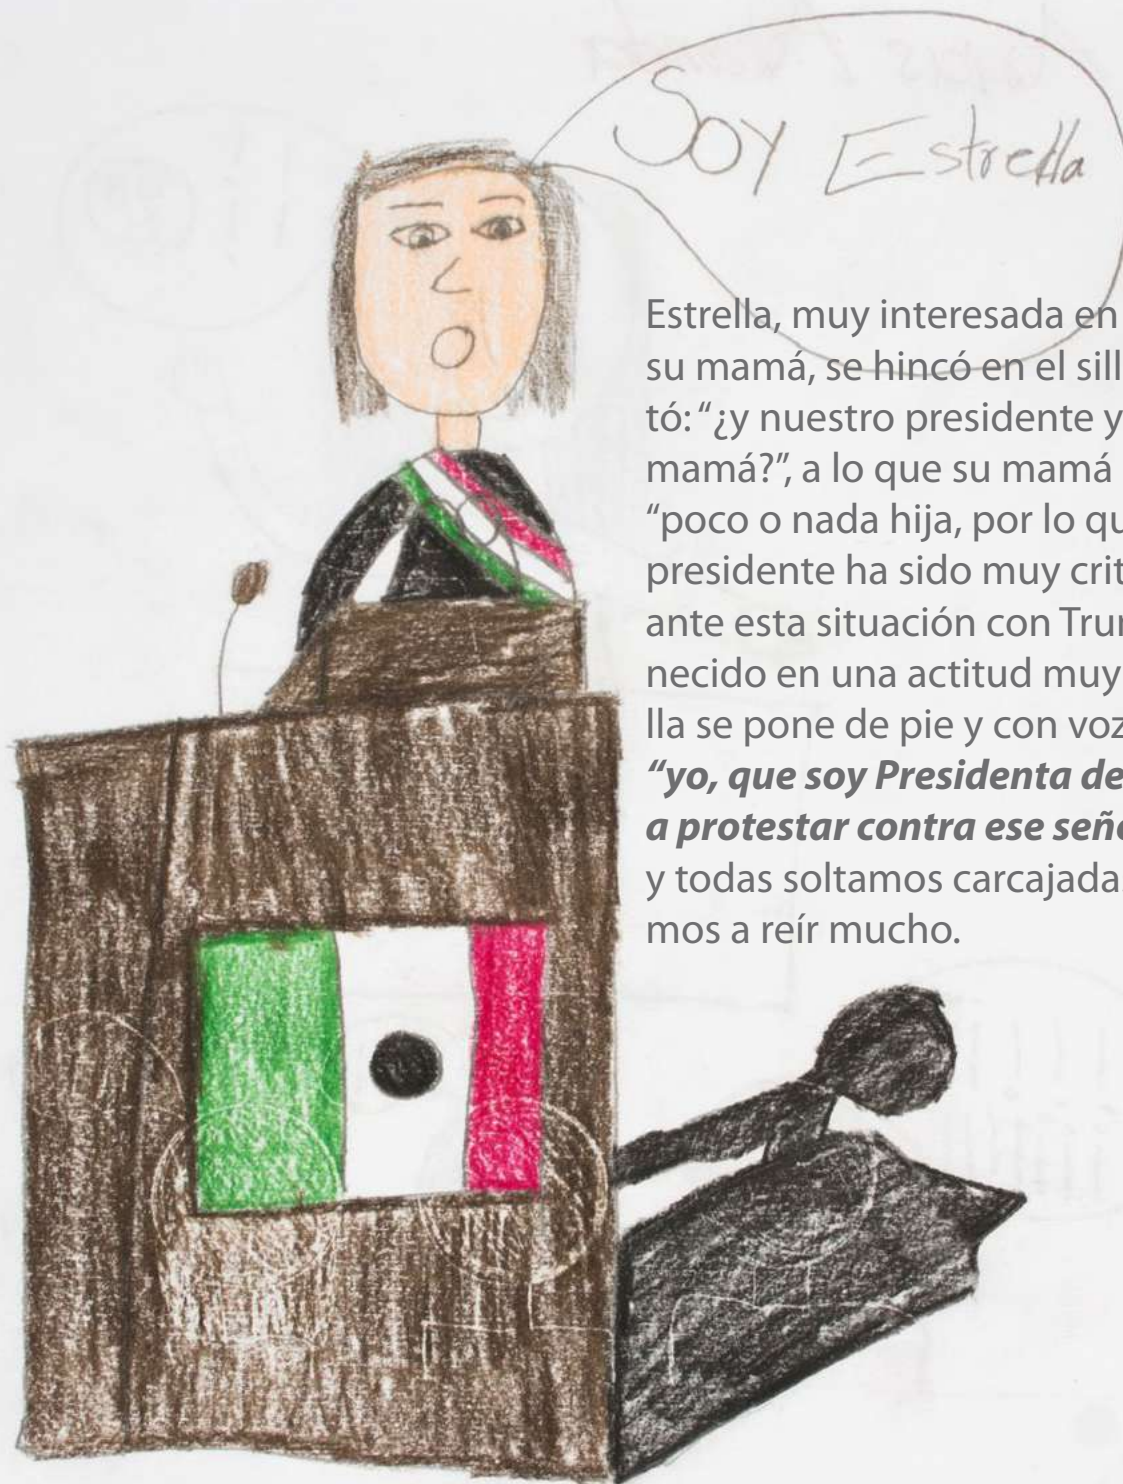 Soy Estrella
Estrella, muy interesada en
su mamá, se hincó en el sill
tó: “¿y nuestro presidente y
mamá?”, a lo que su mamá
“poco o nada hija, por lo qu
presidente ha sido muy crit
ante esta situación con Trum
necido en una actitud muy
lla se pone de pie y con voz
“yo, que soy Presidenta de
a protestar contra ese seño
y todas soltamos carcajada
mos a reír mucho.